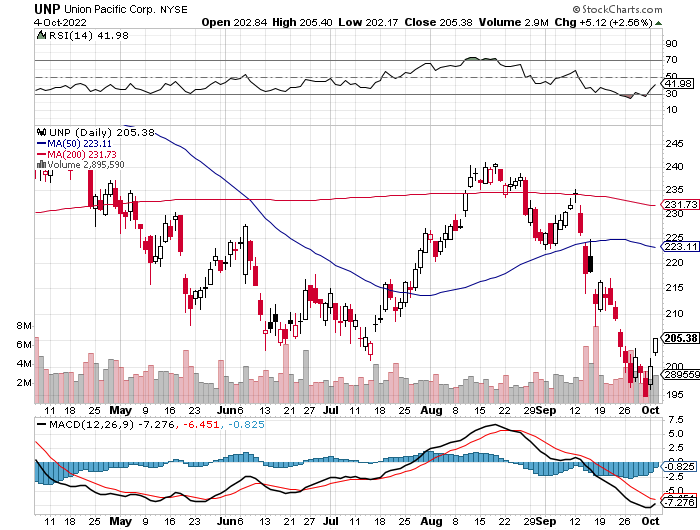 UNP Union Pacific Corp. NYSE © StockCharts.com
4-Oct-2022 Open 202.84 High 205.40 Low 202.17 Close 205.38 Volume 2.9M Chg +5.12 (+2.56%)
RSI(14) 41.98
90
70
50
41.98
30
10
UNP (Daily) 205.38
MA(50) 223.11
MA(200) 231.73
Volume 2,895,590
245
240
235
231.73
230
225
223.11
220
215
210
205.38
200
2895590
195
8M
6M
4M
2M
11 18 25 May 9 16 23 Jun 6 13 21 27 Jul 11 18 25 Aug 8 15 22 29 Sep 12 19 26 Oct
MACD(12,26,9) -7.276, -6.451, -0.825
7.5
5.0
2.5
-0.825
-2.5
-5.0
-7.276
11 18 25 May 9 16 23 Jun 6 13 21 27 Jul 11 18 25 Aug 8 15 22 29 Sep 12 19 26 Oct